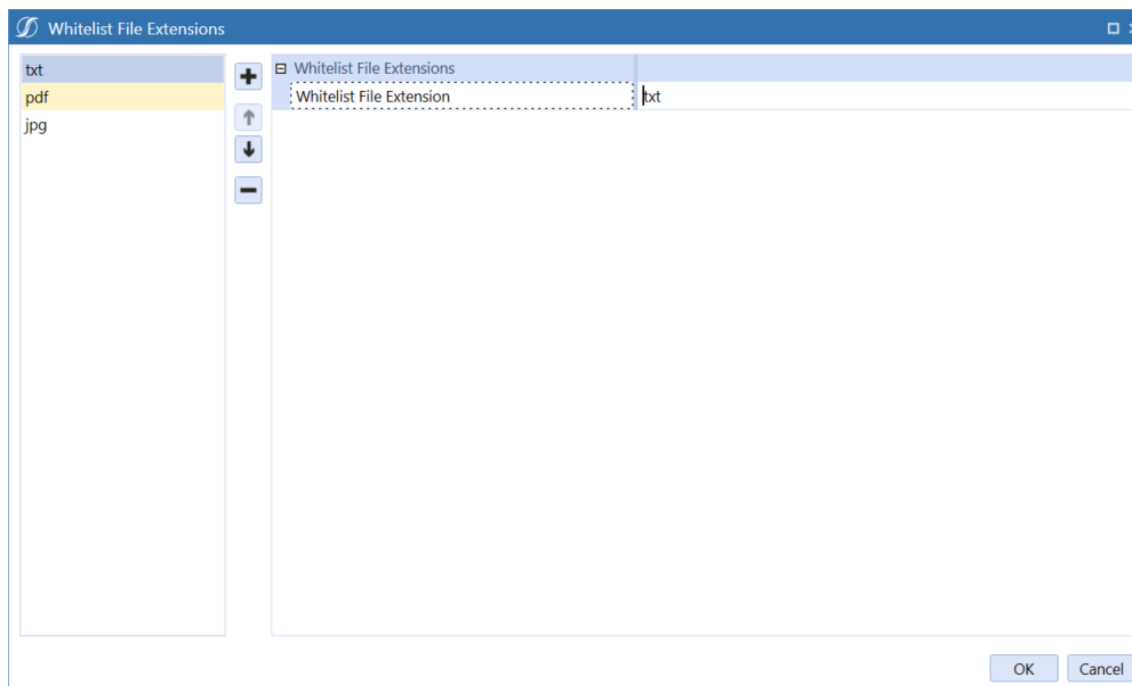 Whitelist File Extensions
txt
pdf
jpg
Whitelist File Extensions
Whitelist File Extension
txt
OK
Cancel